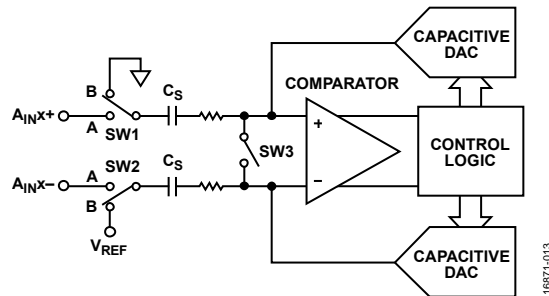 CAPACITIVE
DAC
B
CS
COMPARATOR
AINx+
A
SW1
+
SW3
CONTROL
LOGIC
AINx–
A
SW2
CS
–
B
VREF
CAPACITIVE
DAC
16871-013